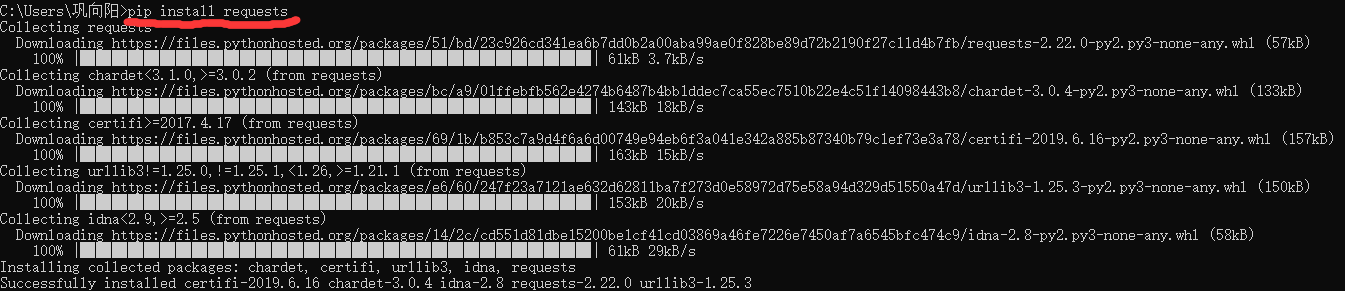 C:\Users\巩向阳>pip install requests
Collecting requests
Downloading https://files.pythonhosted.org/packages/51/bd/23c926cd341ea6b7dd0b2a00aba99ae0f828be89d72b2190f27c11d4b7fb/requests-2.22.0-py2.py3-none-any.whl (57kB)
100% |████████████████████████████████| 61kB 3.7kB/s
Collecting chardet<3.1.0,>=3.0.2 (from requests)
Downloading https://files.pythonhosted.org/packages/bc/a9/01ffebfb562e4274b6487b4bb1ddec7ca55ec7510b22e4c51f14098443b8/chardet-3.0.4-py2.py3-none-any.whl (133kB)
100% |████████████████████████████████| 143kB 18kB/s
Collecting certifi>=2017.4.17 (from requests)
Downloading https://files.pythonhosted.org/packages/69/1b/b853c7a9d4f6a6d00749e94eb6f3a041e342a885b87340b79c1ef73e3a78/certifi-2019.6.16-py2.py3-none-any.whl (157kB)
100% |████████████████████████████████| 163kB 15kB/s
Collecting urllib3!=1.25.0,!=1.25.1,<1.26,>=1.21.1 (from requests)
Downloading https://files.pythonhosted.org/packages/e6/60/247f23a7121ae632d62811ba7f273d0e58972d75e58a94d329d51550a47d/urllib3-1.25.3-py2.py3-none-any.whl (150kB)
100% |████████████████████████████████| 153kB 20kB/s
Collecting idna<2.9,>=2.5 (from requests)
Downloading https://files.pythonhosted.org/packages/14/2c/cd551d81dbe15200be1cf41cd03869a46fe7226e7450af7a6545bfc474c9/idna-2.8-py2.py3-none-any.whl (58kB)
100% |████████████████████████████████| 61kB 29kB/s
Installing collected packages: chardet, certifi, urllib3, idna, requests
Successfully installed certifi-2019.6.16 chardet-3.0.4 idna-2.8 requests-2.22.0 urllib3-1.25.3